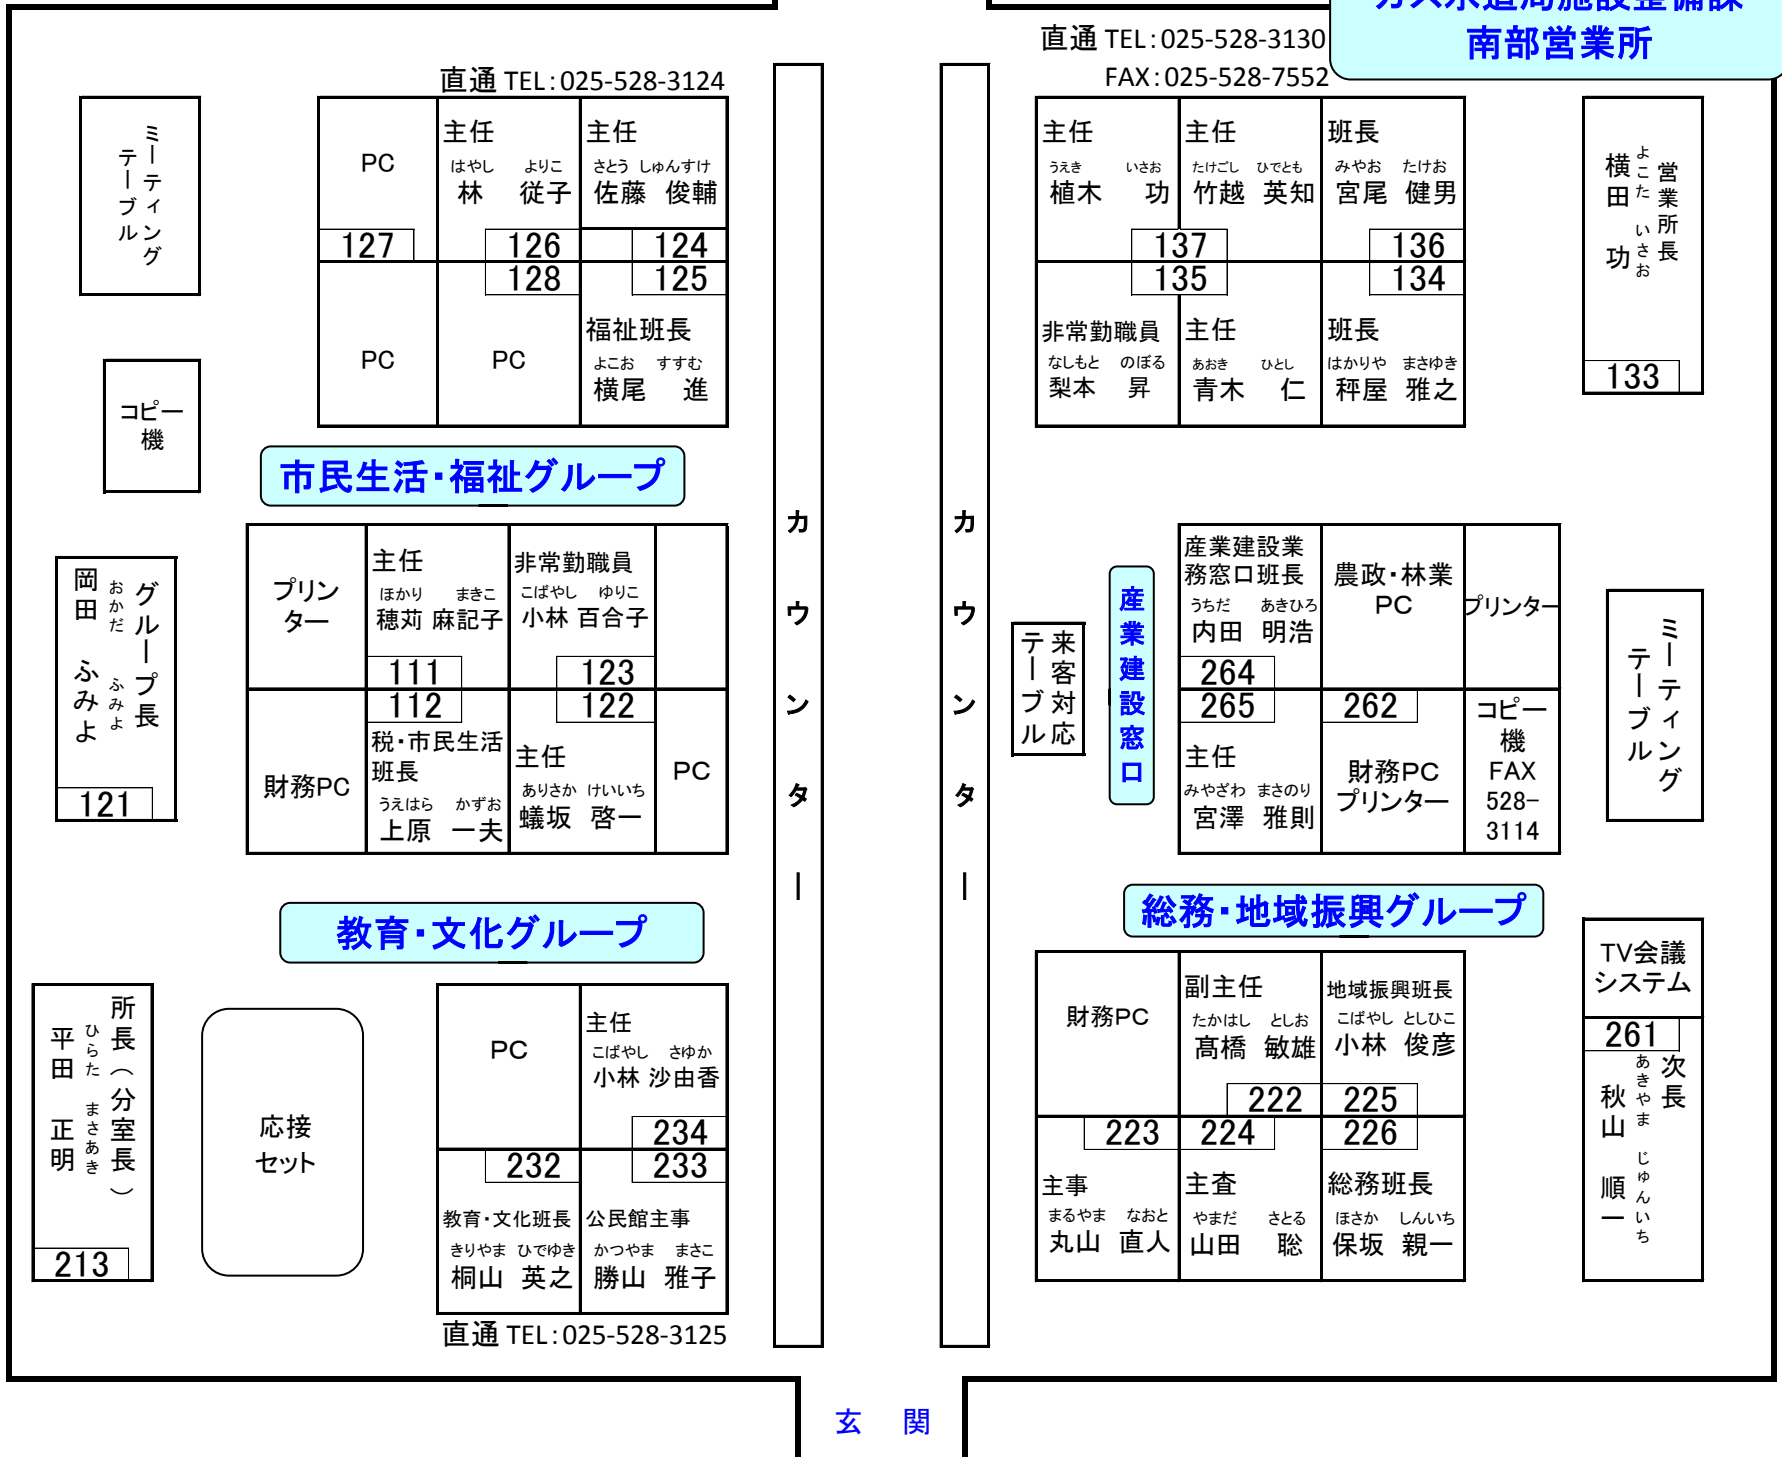 ガス水道局施設整備課
南部営業所
直通 TEL:025-528-3130
FAX:025-528-7552
直通 TEL:025-528-3124
ミーティング
テーブル
PC
127
主任
はやし よりこ
林 従子
126
主任
さとう しゅんすけ
佐藤 俊輔
124
PC
128
PC
125
福祉班長
よこお すすむ
横尾 進
コピー
機
市民生活・福祉グループ
グループ長
おかだ ふみよ
岡田 ふみよ
121
プリン
ター
主任
ほかり まきこ
穂苅 麻記子
111
非常勤職員
こばやし ゆりこ
小林 百合子
123
財務PC
112
税・市民生活
班長
うえはら かずお
上原 一夫
122
主任
ありさか けいいち
蟻坂 啓一
PC
教育・文化グループ
所長（分室長）
ひらた まさあき
平田 正明
213
応接
セット
PC
主任
こばやし さゆか
小林 沙由香
234
232
教育・文化班長
きりやま ひでゆき
桐山 英之
233
公民館主事
かつやま まさこ
勝山 雅子
直通 TEL:025-528-3125
カウンター
カウンター
主任
うえき いさお
植木 功
137
主任
たけごし ひでとも
竹越 英知
班長
みやお たけお
宮尾 健男
136
135
非常勤職員
なしもと のぼる
梨本 昇
主任
あおき ひとし
青木 仁
134
班長
はかりや まさゆき
秤屋 雅之
営業所長
よこた いさお
横田 功
133
来客対応
テーブル
産業建設窓口
産業建設業
務窓口班長
うちだ あきひろ
内田 明浩
264
農政・林業
PC
プリンター
265
主任
みやざわ まさのり
宮澤 雅則
262
財務PC
プリンター
コピー
機
FAX
528-
3114
ミーティング
テーブル
総務・地域振興グループ
財務PC
副主任
たかはし としお
髙橋 敏雄
222
地域振興班長
こばやし としひこ
小林 俊彦
225
223
主事
まるやま なおと
丸山 直人
224
主査
やまだ さとる
山田 聡
226
総務班長
ほさか しんいち
保坂 親一
TV会議
システム
261
次長
あきやま じゅんいち
秋山 順一
玄 関